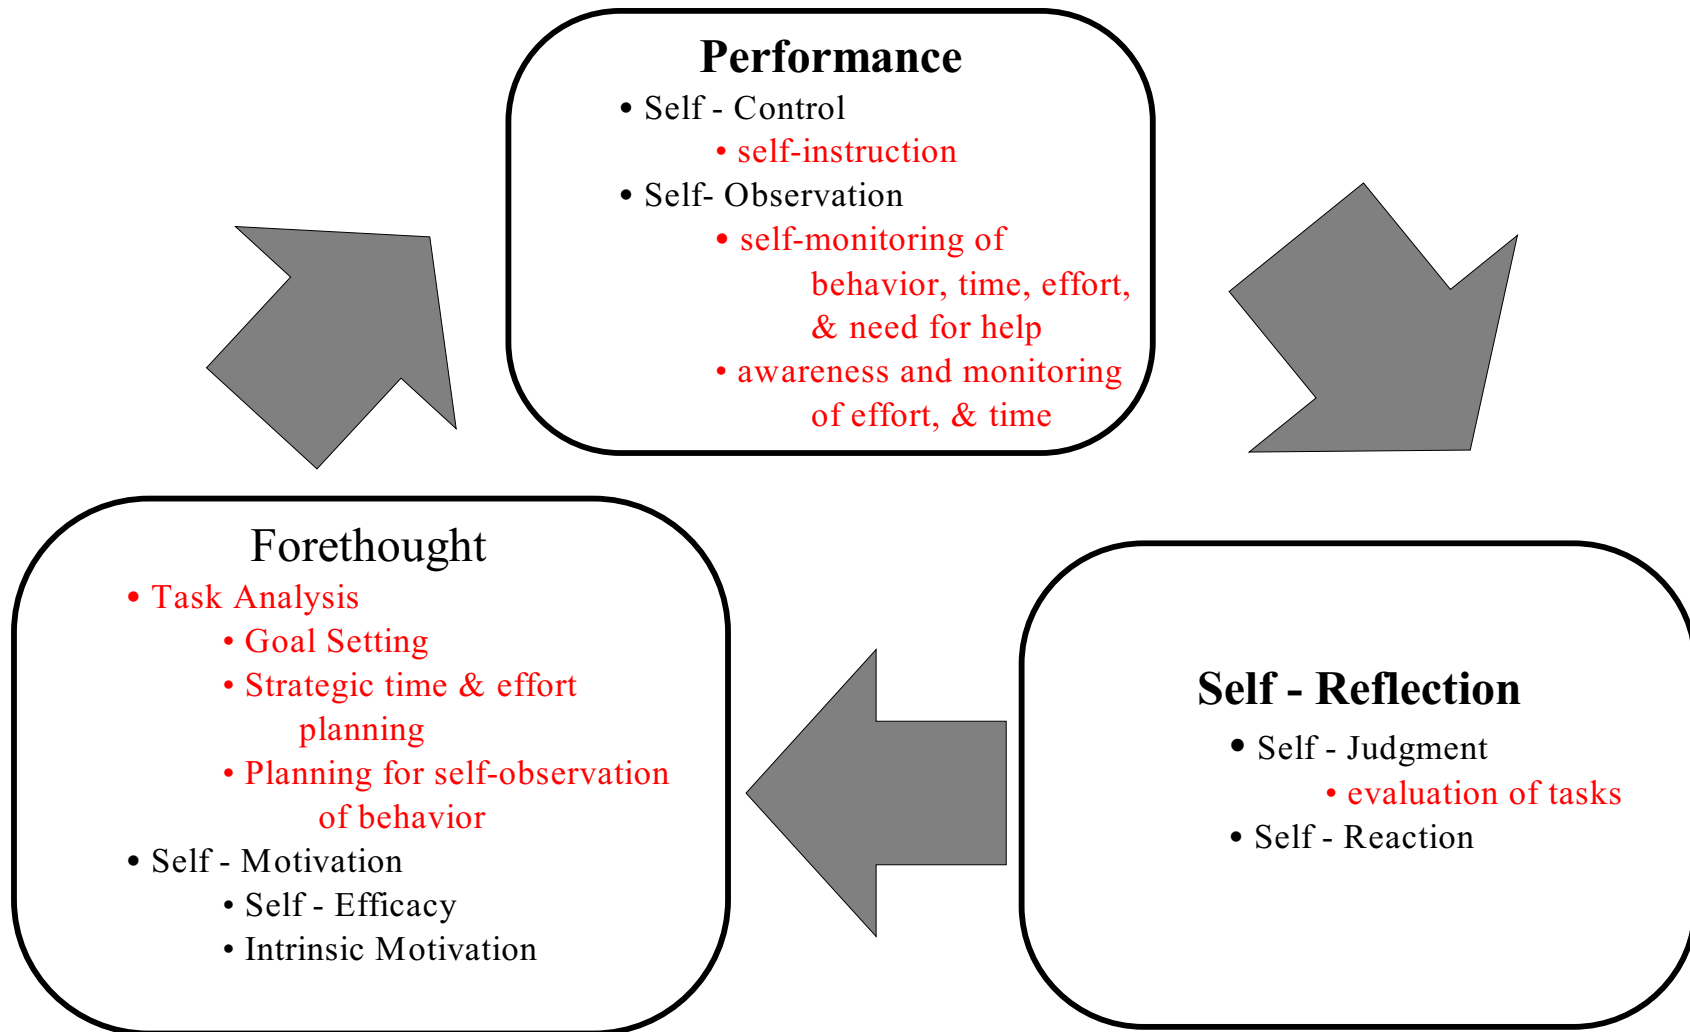 Performance
• Self - Control
• self-instruction
• Self- Observation
• self-monitoring of
behavior, time, effort,
& need for help
• awareness and monitoring
of effort, & time
Forethought
• Task Analysis
• Goal Setting
• Strategic time & effort
planning
• Planning for self-observation
of behavior
• Self - Motivation
• Self - Efficacy
• Intrinsic Motivation
Self - Reflection
• Self - Judgment
• evaluation of tasks
• Self - Reaction